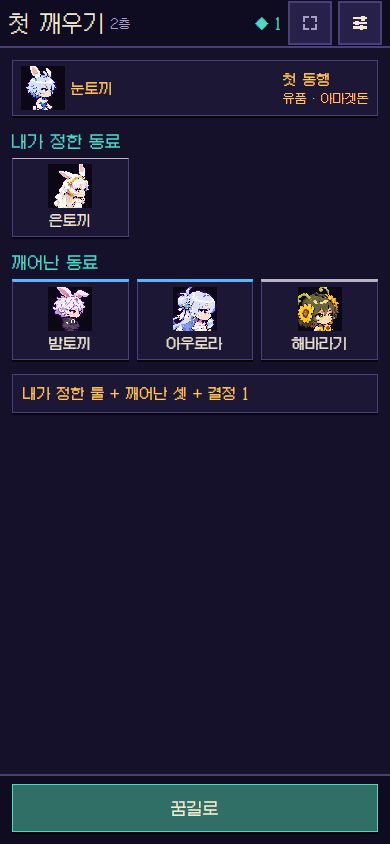 첫 깨우기 2층 1
눈토끼
첫 동행
유품 · 아마겟돈
내가 정한 동료
은토끼
깨어난 동료
밤토끼 아우로라 해바라기
내가 정한 둘 + 깨어난 셋 + 결정 1
꿈길로